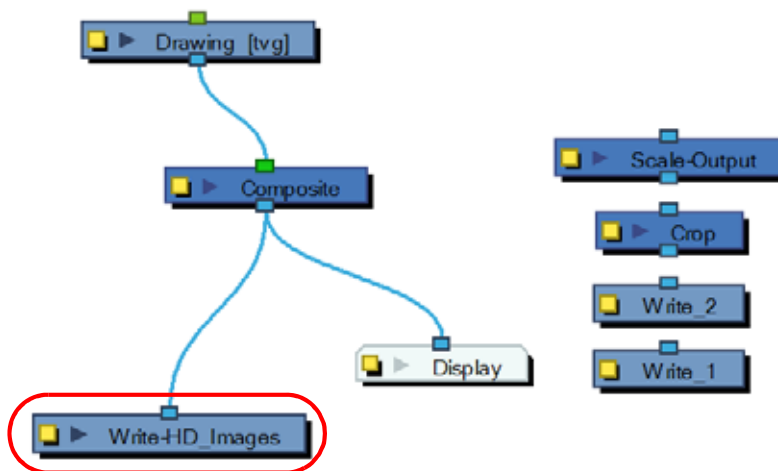 Drawing [tvg]
Composite
Scale-Output
Crop
Write_2
Display
Write_1
Write-HD_Images